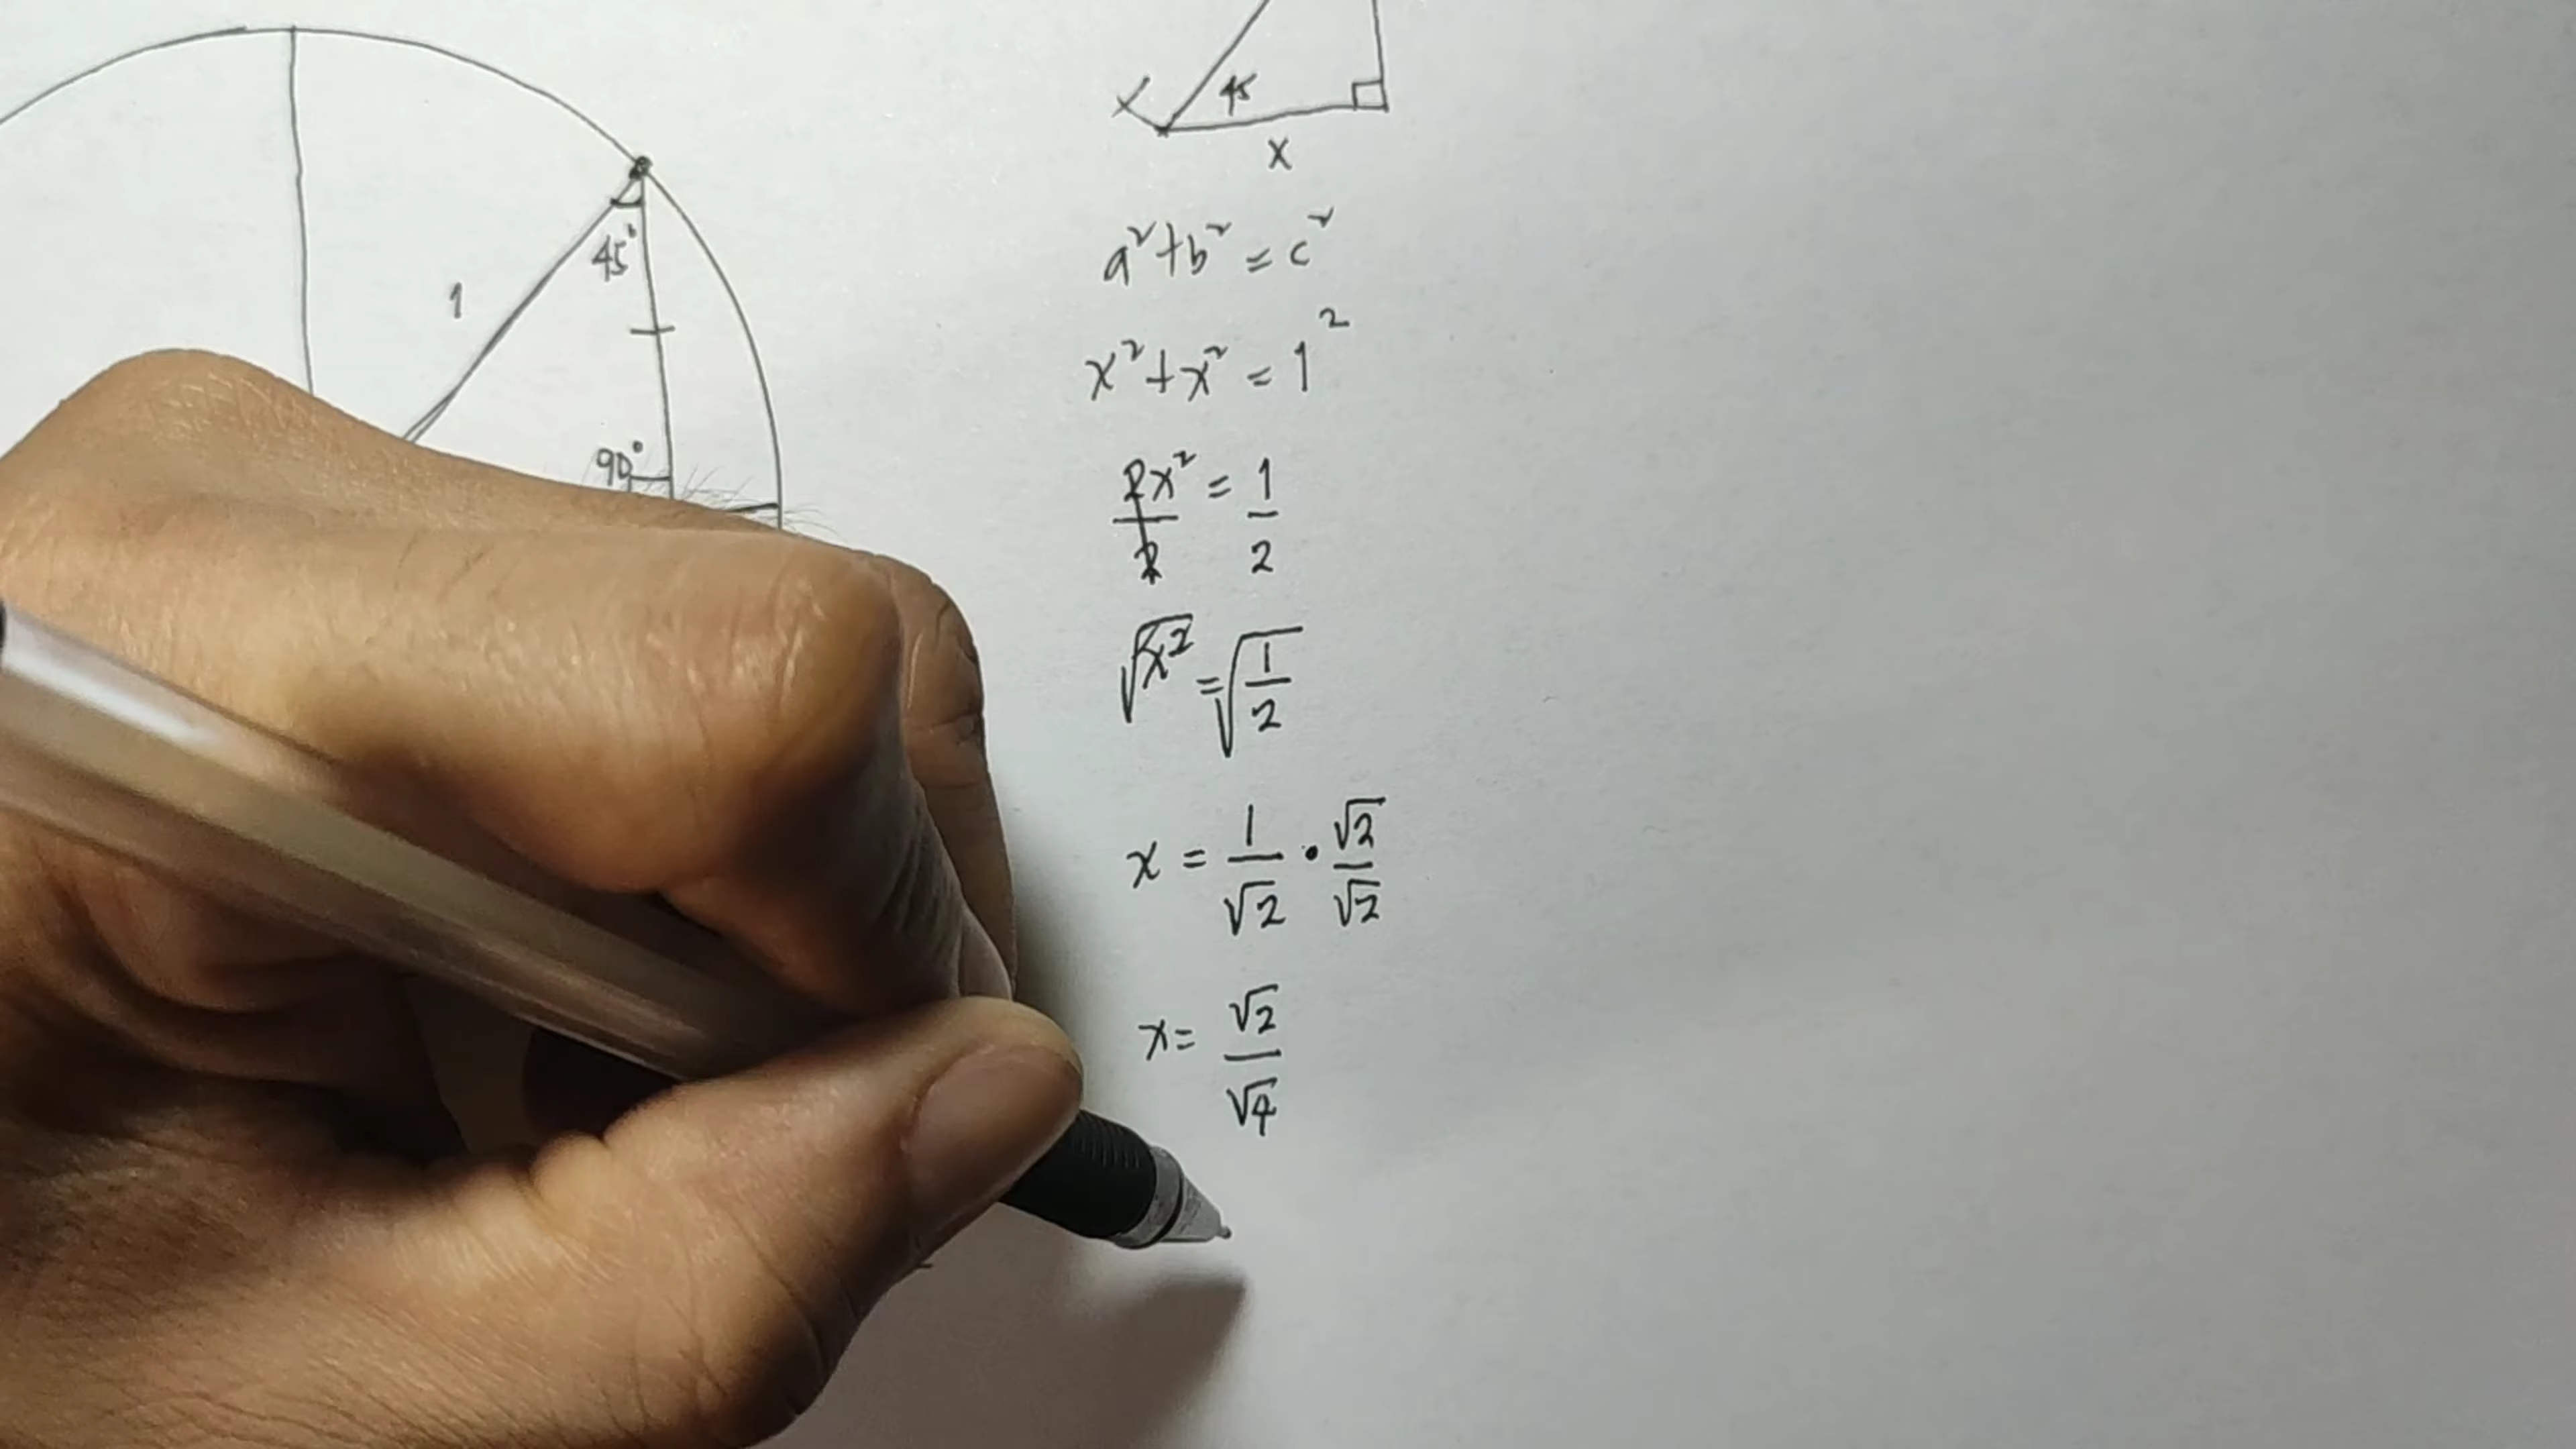 1
45°
90°
45
x
x
a²+b² = c²
x²+x² = 1²
2x²/2 = 1/2
√x² = √1/2
x = 1/√2 · √2/√2
x = √2/√4